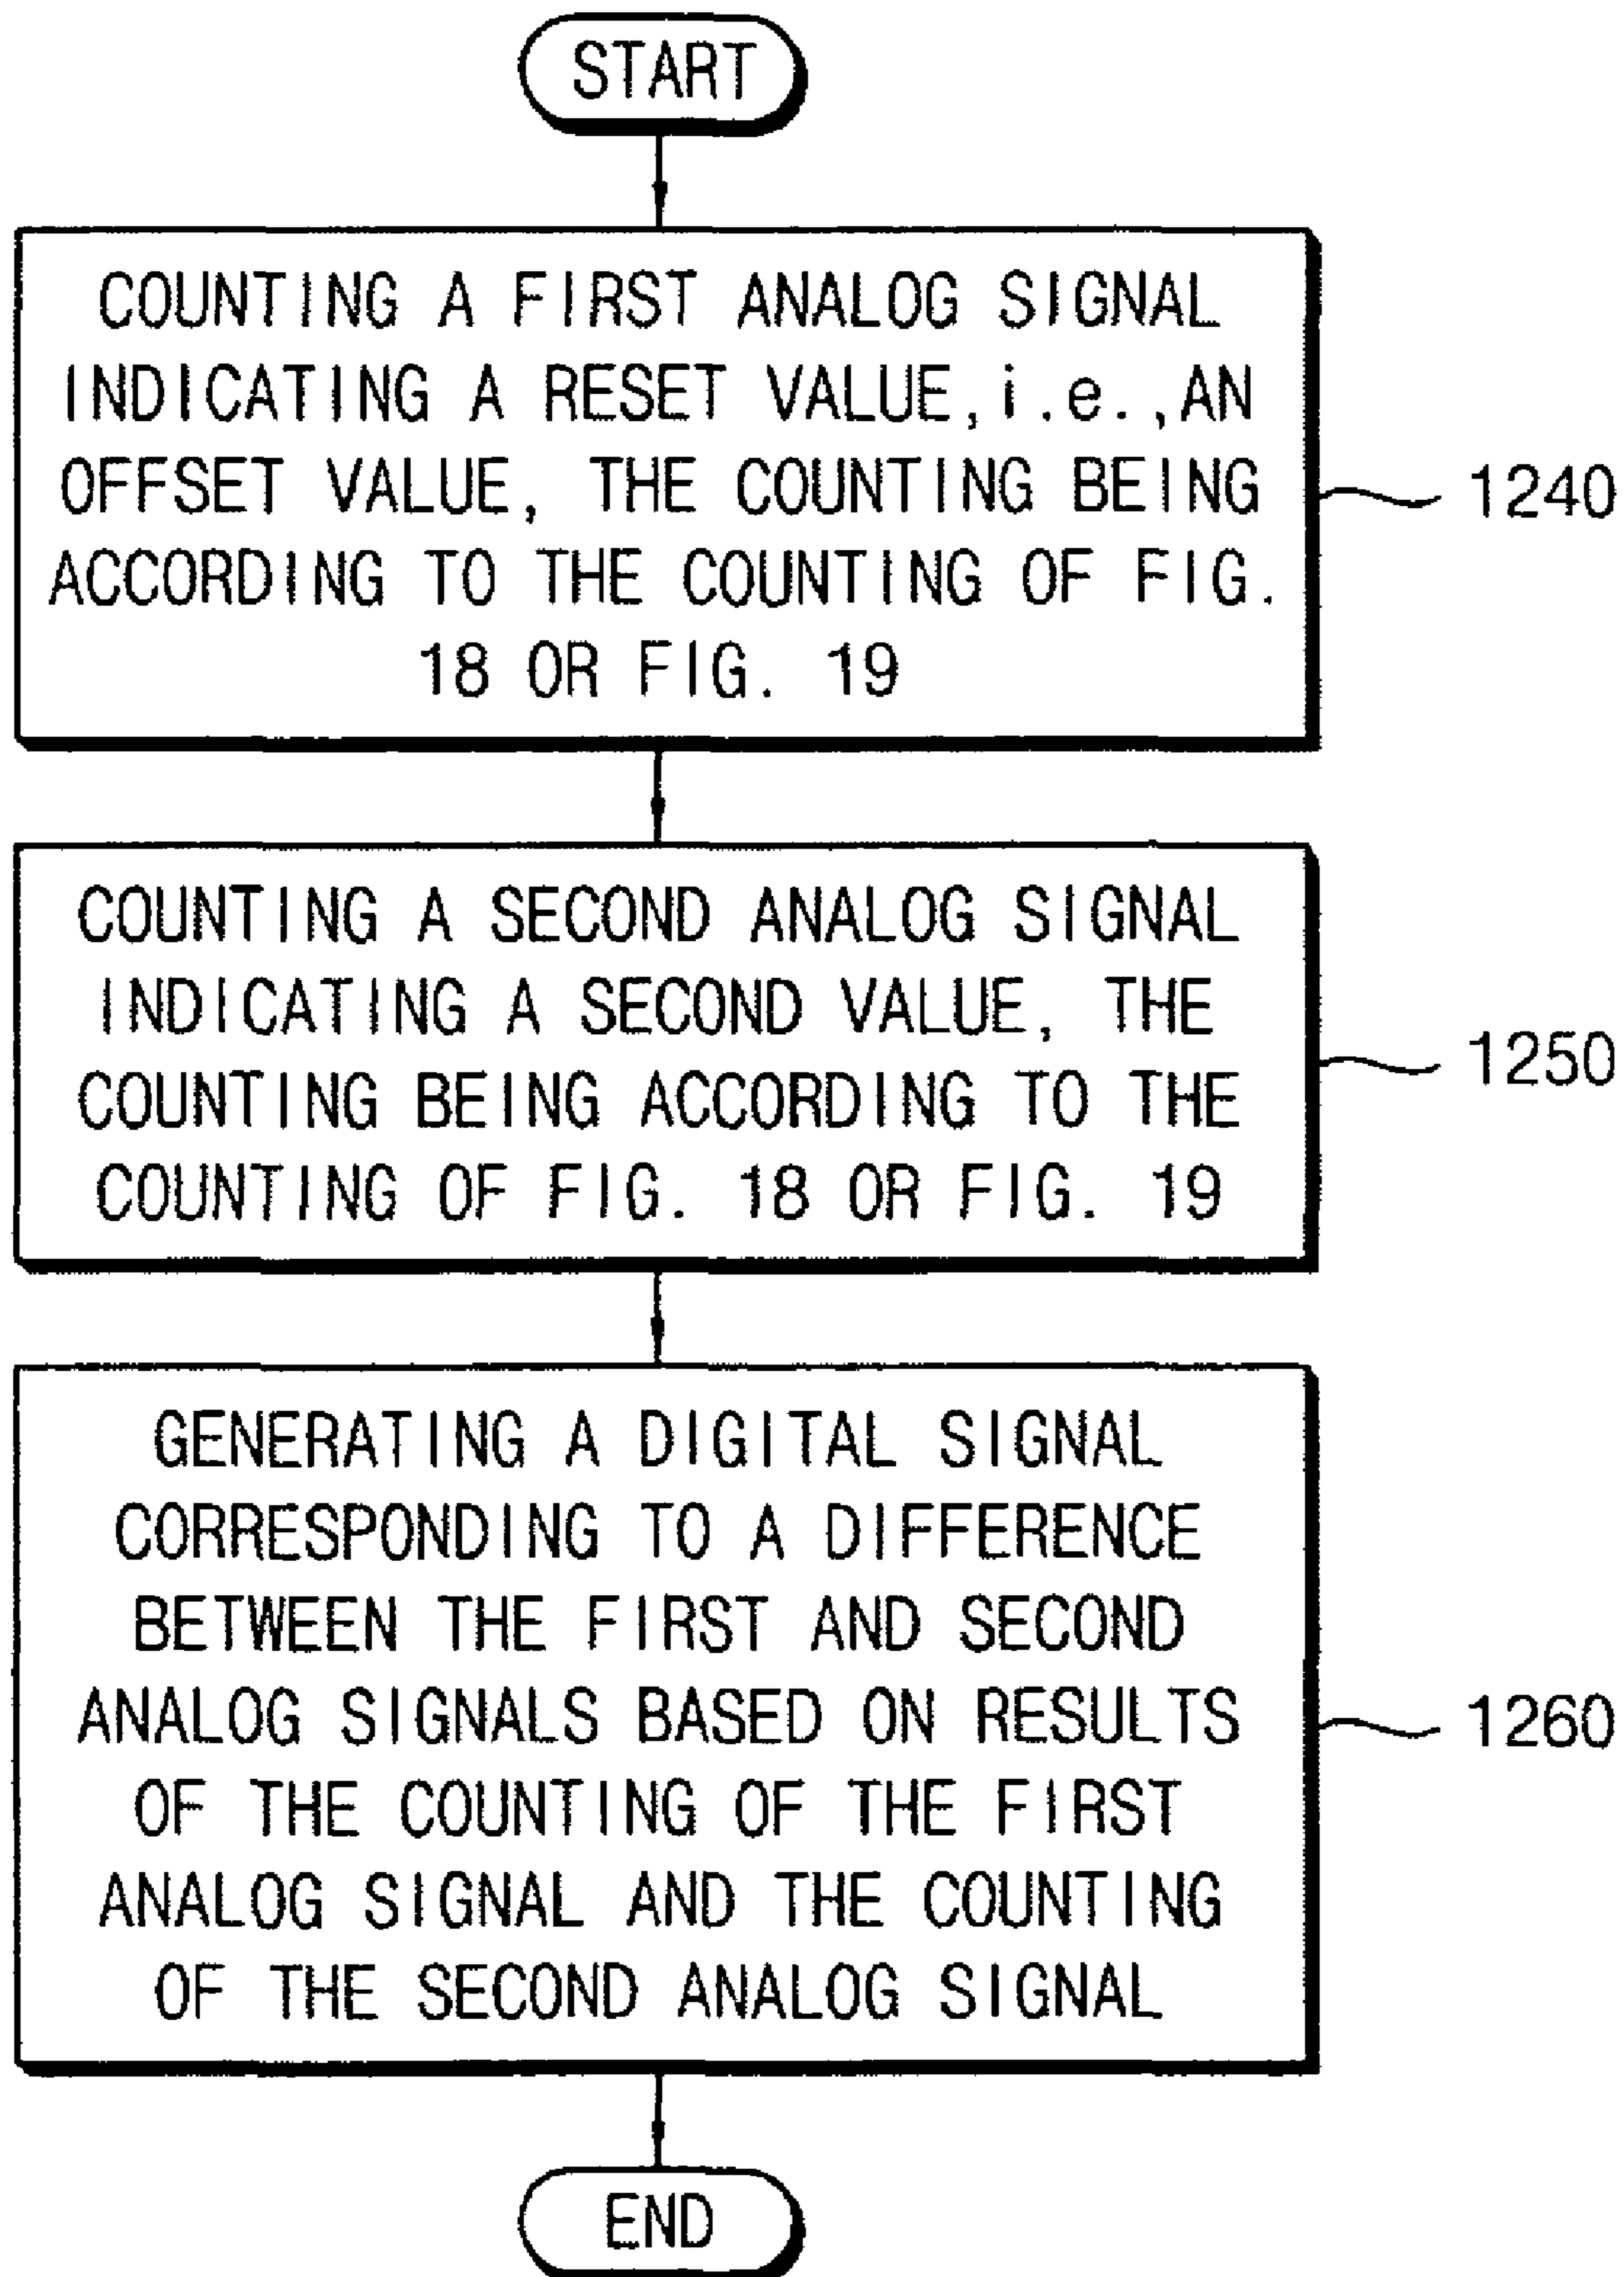 START
COUNTING A FIRST ANALOG SIGNAL
INDICATING A RESET VALUE, i.e., AN
OFFSET VALUE, THE COUNTING BEING
ACCORDING TO THE COUNTING OF FIG.
18 OR FIG. 19
1240
COUNTING A SECOND ANALOG SIGNAL
INDICATING A SECOND VALUE, THE
COUNTING BEING ACCORDING TO THE
COUNTING OF FIG. 18 OR FIG. 19
1250
GENERATING A DIGITAL SIGNAL
CORRESPONDING TO A DIFFERENCE
BETWEEN THE FIRST AND SECOND
ANALOG SIGNALS BASED ON RESULTS
OF THE COUNTING OF THE FIRST
ANALOG SIGNAL AND THE COUNTING
OF THE SECOND ANALOG SIGNAL
1260
END